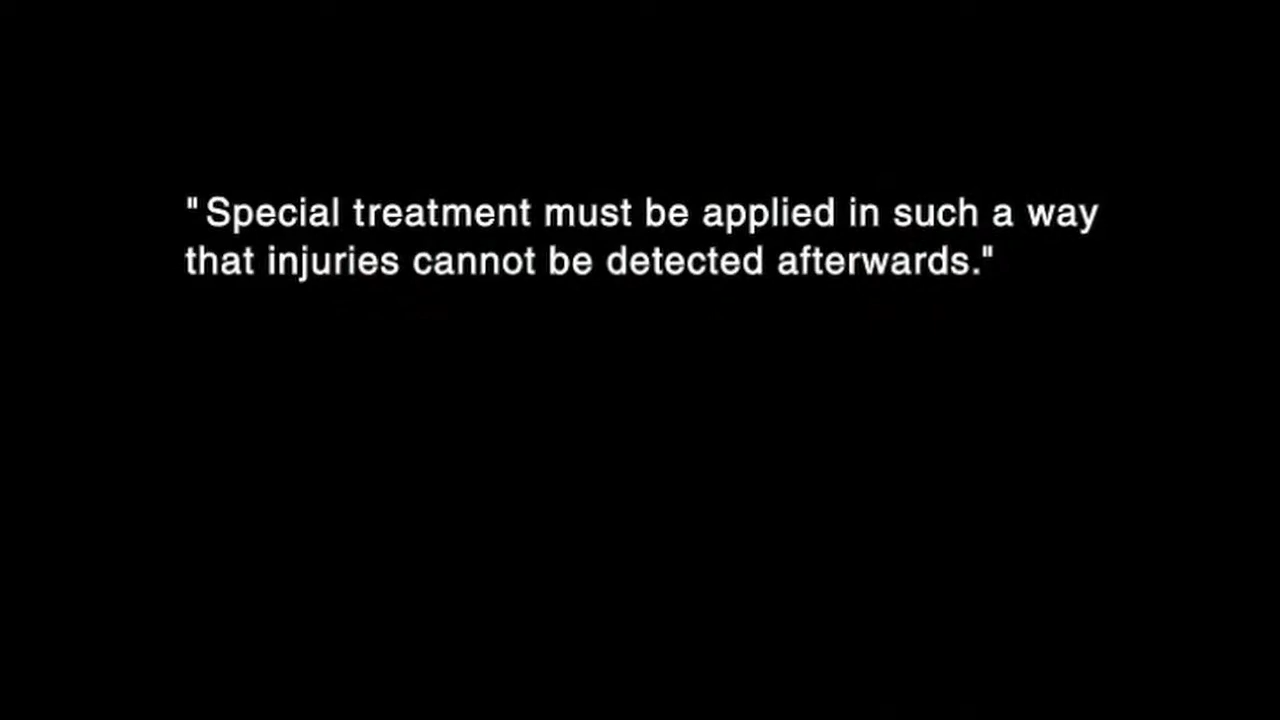 "Special treatment must be applied in such a way
that injuries cannot be detected afterwards."